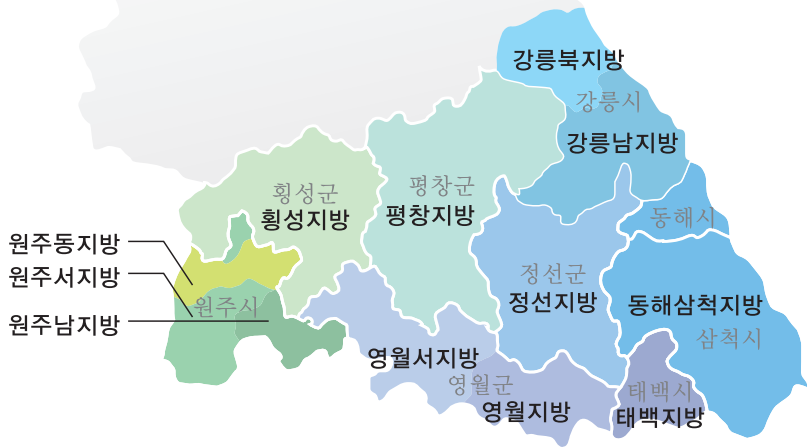 강릉북지방
강릉시
강릉남지방
평창군
평창지방
횡성군
횡성지방
동해시
원주동지방
원주서지방
원주시
원주남지방
정선군
정선지방
동해삼척지방
삼척시
영월서지방
영월군
영월지방
태백시
태백지방